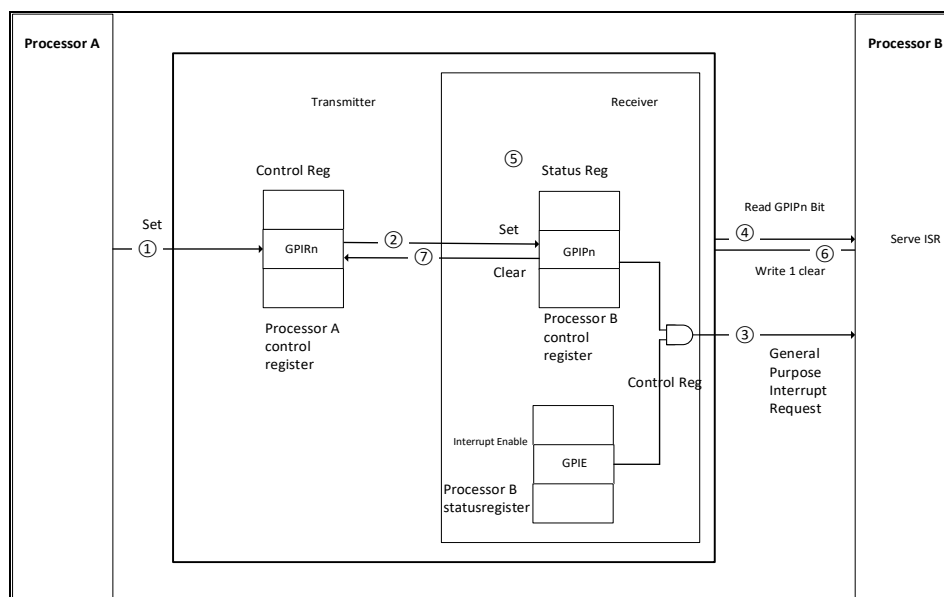 Processor A
Processor B
Transmitter
Receiver
⑤
Control Reg
Status Reg
Read GPIPn Bit
Set
①
GPIRn
②
Set
GPIPn
④
Serve ISR
⑦
Clear
⑥
Write 1 clear
Processor A
control
register
Processor B
control
register
③
General
Purpose
Interrupt
Request
Control Reg
Interrupt Enable
GPIE
Processor B
statusregister